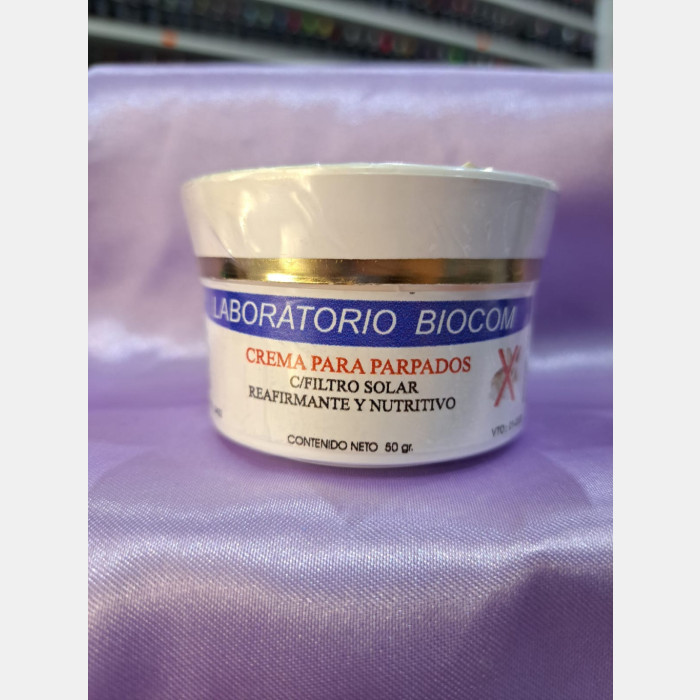 LABORATORIO BIOCOM
CREMA PARA PARPADOS
C/FILTRO SOLAR
REAFIRMANTE Y NUTRITIVO
CONTENIDO NETO 50 gr.